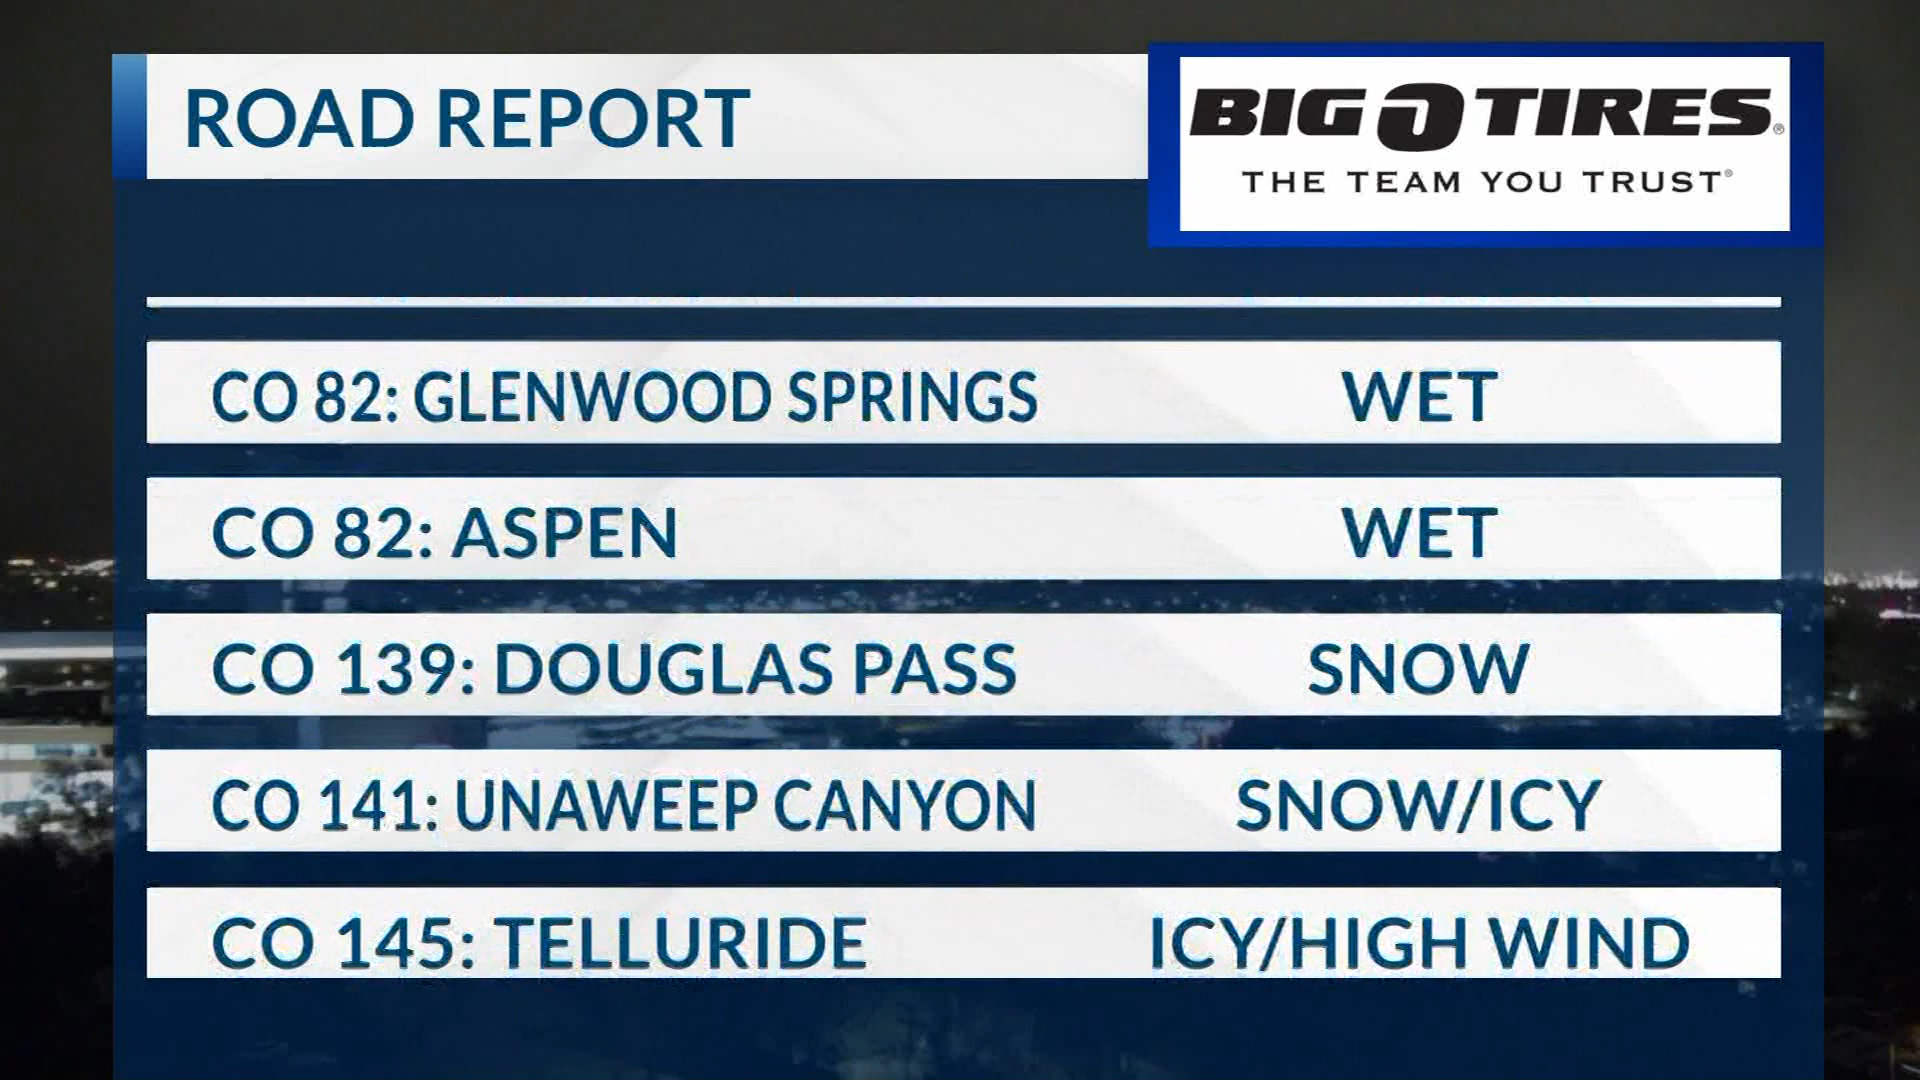 ROAD REPORT
BIG O TIRES®
THE TEAM YOU TRUST®
CO 82: GLENWOOD SPRINGS WET
CO 82: ASPEN WET
CO 139: DOUGLAS PASS SNOW
CO 141: UNAWEEP CANYON SNOW/ICY
CO 145: TELLURIDE ICY/HIGH WIND